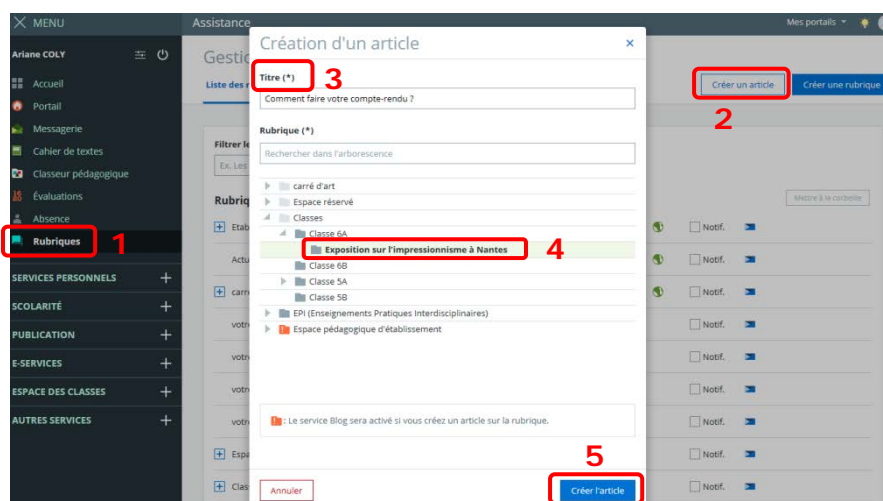 MENU
Assistance
Mes portails
Ariane COLY
Accueil
Portail
Messagerie
Cahier de textes
Classeur pédagogique
Évaluations
Absence
Rubriques
1
SERVICES PERSONNELS
SCOLARITÉ
PUBLICATION
E-SERVICES
ESPACE DES CLASSES
AUTRES SERVICES
Gestio
Liste des r
Créer un article
Créer une rubrique
2
Filtrer le
Ex. Les
Rubriq
Mettre à la corbeille
Etab
Notif.
Actu
Notif.
carr
Notif.
votr
Notif.
votr
Notif.
votr
Notif.
votr
Notif.
Espa
Notif.
Clas
Notif.
Création d'un article
×
Titre (*)
3
Comment faire votre compte-rendu ?
Rubrique (*)
Rechercher dans l'arborescence
carré d'art
Espace réservé
Classes
Classe 6A
Exposition sur l'impressionnisme à Nantes
4
Classe 6B
Classe 5A
Classe 5B
EPI (Enseignements Pratiques Interdisciplinaires)
Espace pédagogique d'établissement
: Le service Blog sera activé si vous créez un article sur la rubrique.
5
Annuler
Créer l'article